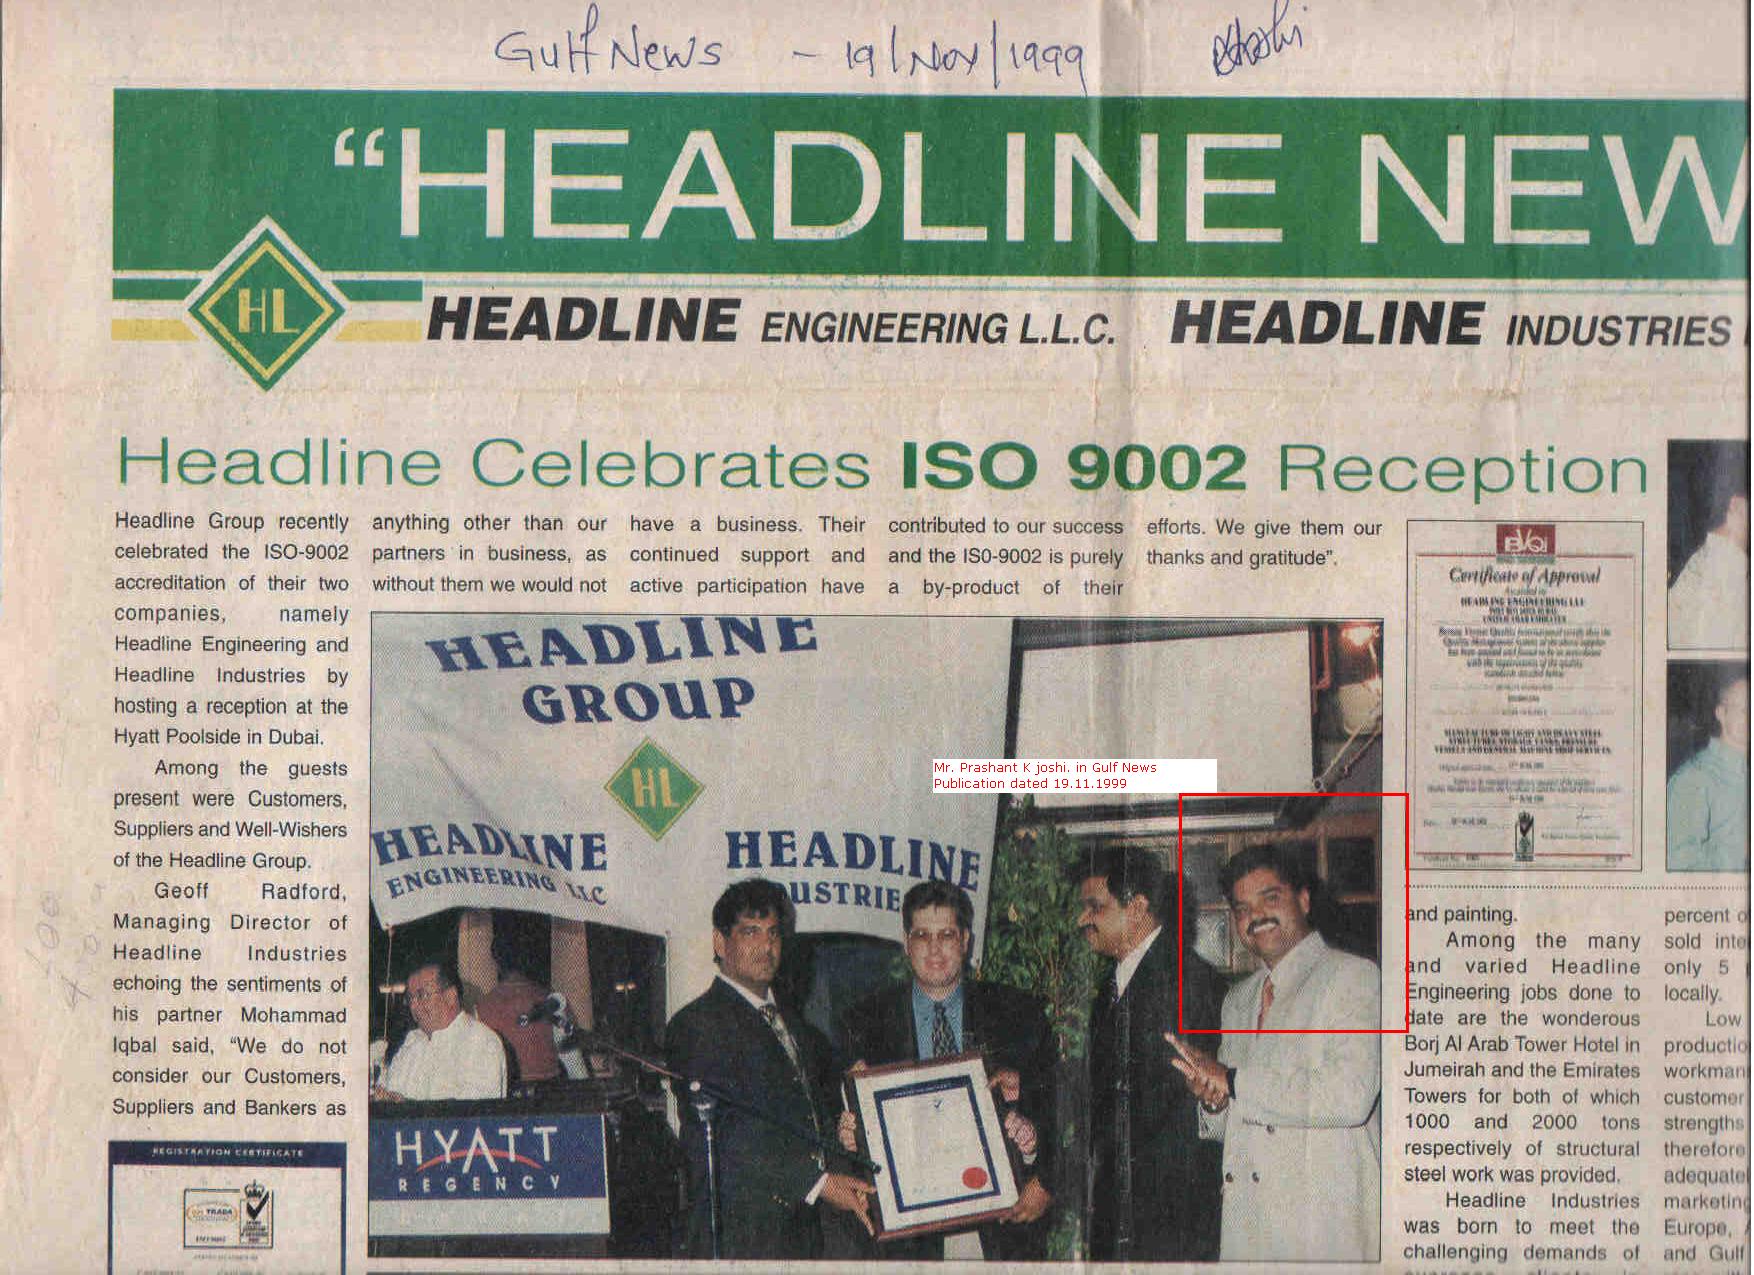 Gulf News - 19/Nov/1999
"HEADLINE NEW
HL
HEADLINE ENGINEERING L.L.C. HEADLINE INDUSTRIES
Headline Celebrates ISO 9002 Reception
Headline Group recently
celebrated the ISO-9002
accreditation of their two
companies, namely
Headline Engineering and
Headline Industries by
hosting a reception at the
Hyatt Poolside in Dubai.
Among the guests
present were Customers,
Suppliers and Well-Wishers
of the Headline Group.
Geoff Radford,
Managing Director of
Headline Industries
echoing the sentiments of
his partner Mohammad
Iqbal said, "We do not
consider our Customers,
Suppliers and Bankers as
anything other than our
partners in business, as
without them we would not
have a business. Their
continued support and
active participation have
contributed to our success
and the ISO-9002 is purely
a by-product of their
efforts. We give them our
thanks and gratitude".
HEADLINE
GROUP
HL
HEADLINE
ENGINEERING LLC
HEADLINE
USTRIE
Mr. Prashant K joshi. in Gulf News
Publication dated 19.11.1999
HYATT
REGENCY
REGISTRATION CERTIFICATE
TRADA
BVQI
Certificate of Approval
Awarded to
HEADLINE ENGINEERING LLC
UNITED ARAB EMIRATES
and painting.
Among the many
and varied Headline
Engineering jobs done to
date are the wonderous
Borj Al Arab Tower Hotel in
Jumeirah and the Emirates
Towers for both of which
1000 and 2000 tons
respectively of structural
steel work was provided.
Headline Industries
was born to meet the
challenging demands of
percent
sold
only 5
locally.
Low
and Gulf
Europe,